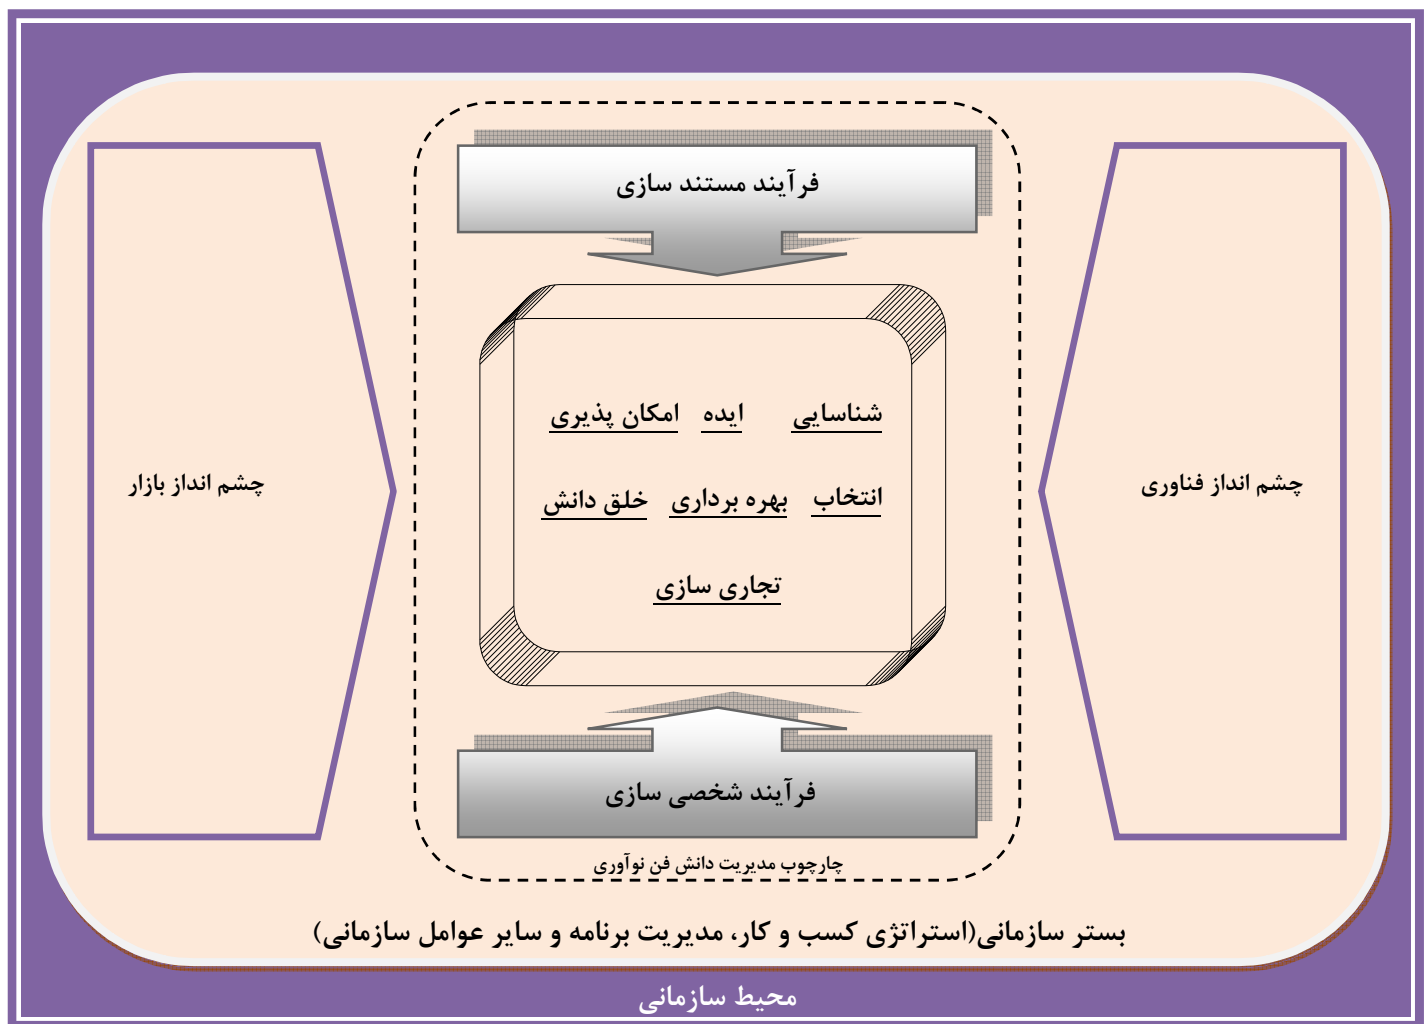 فرآیند مستند سازی
شناسایی ایده امکان پذیری
چشم انداز فناوری
چشم انداز بازار
انتخاب بهره برداری خلق دانش
تجاری سازی
فرآیند شخصی سازی
چارچوب مدیریت دانش فن نوآوری
بستر سازمانی(استراتژی کسب و کار، مدیریت برنامه و سایر عوامل سازمانی)
محیط سازمانی